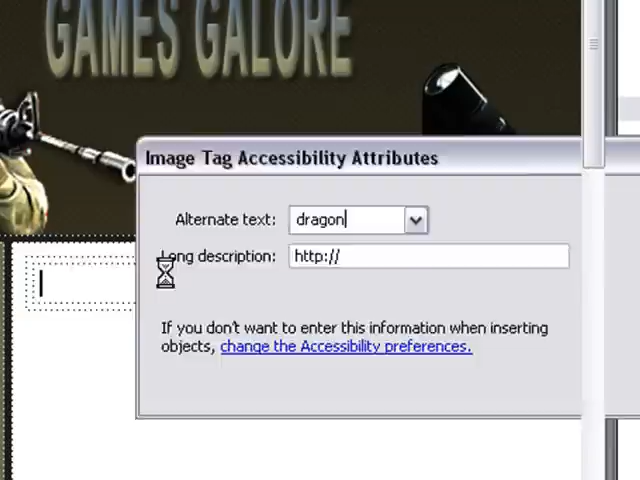 GAMES GALORE
Image Tag Accessibility Attributes
Alternate text: dragon
Long description: http://
If you don't want to enter this information when inserting
objects, change the Accessibility preferences.